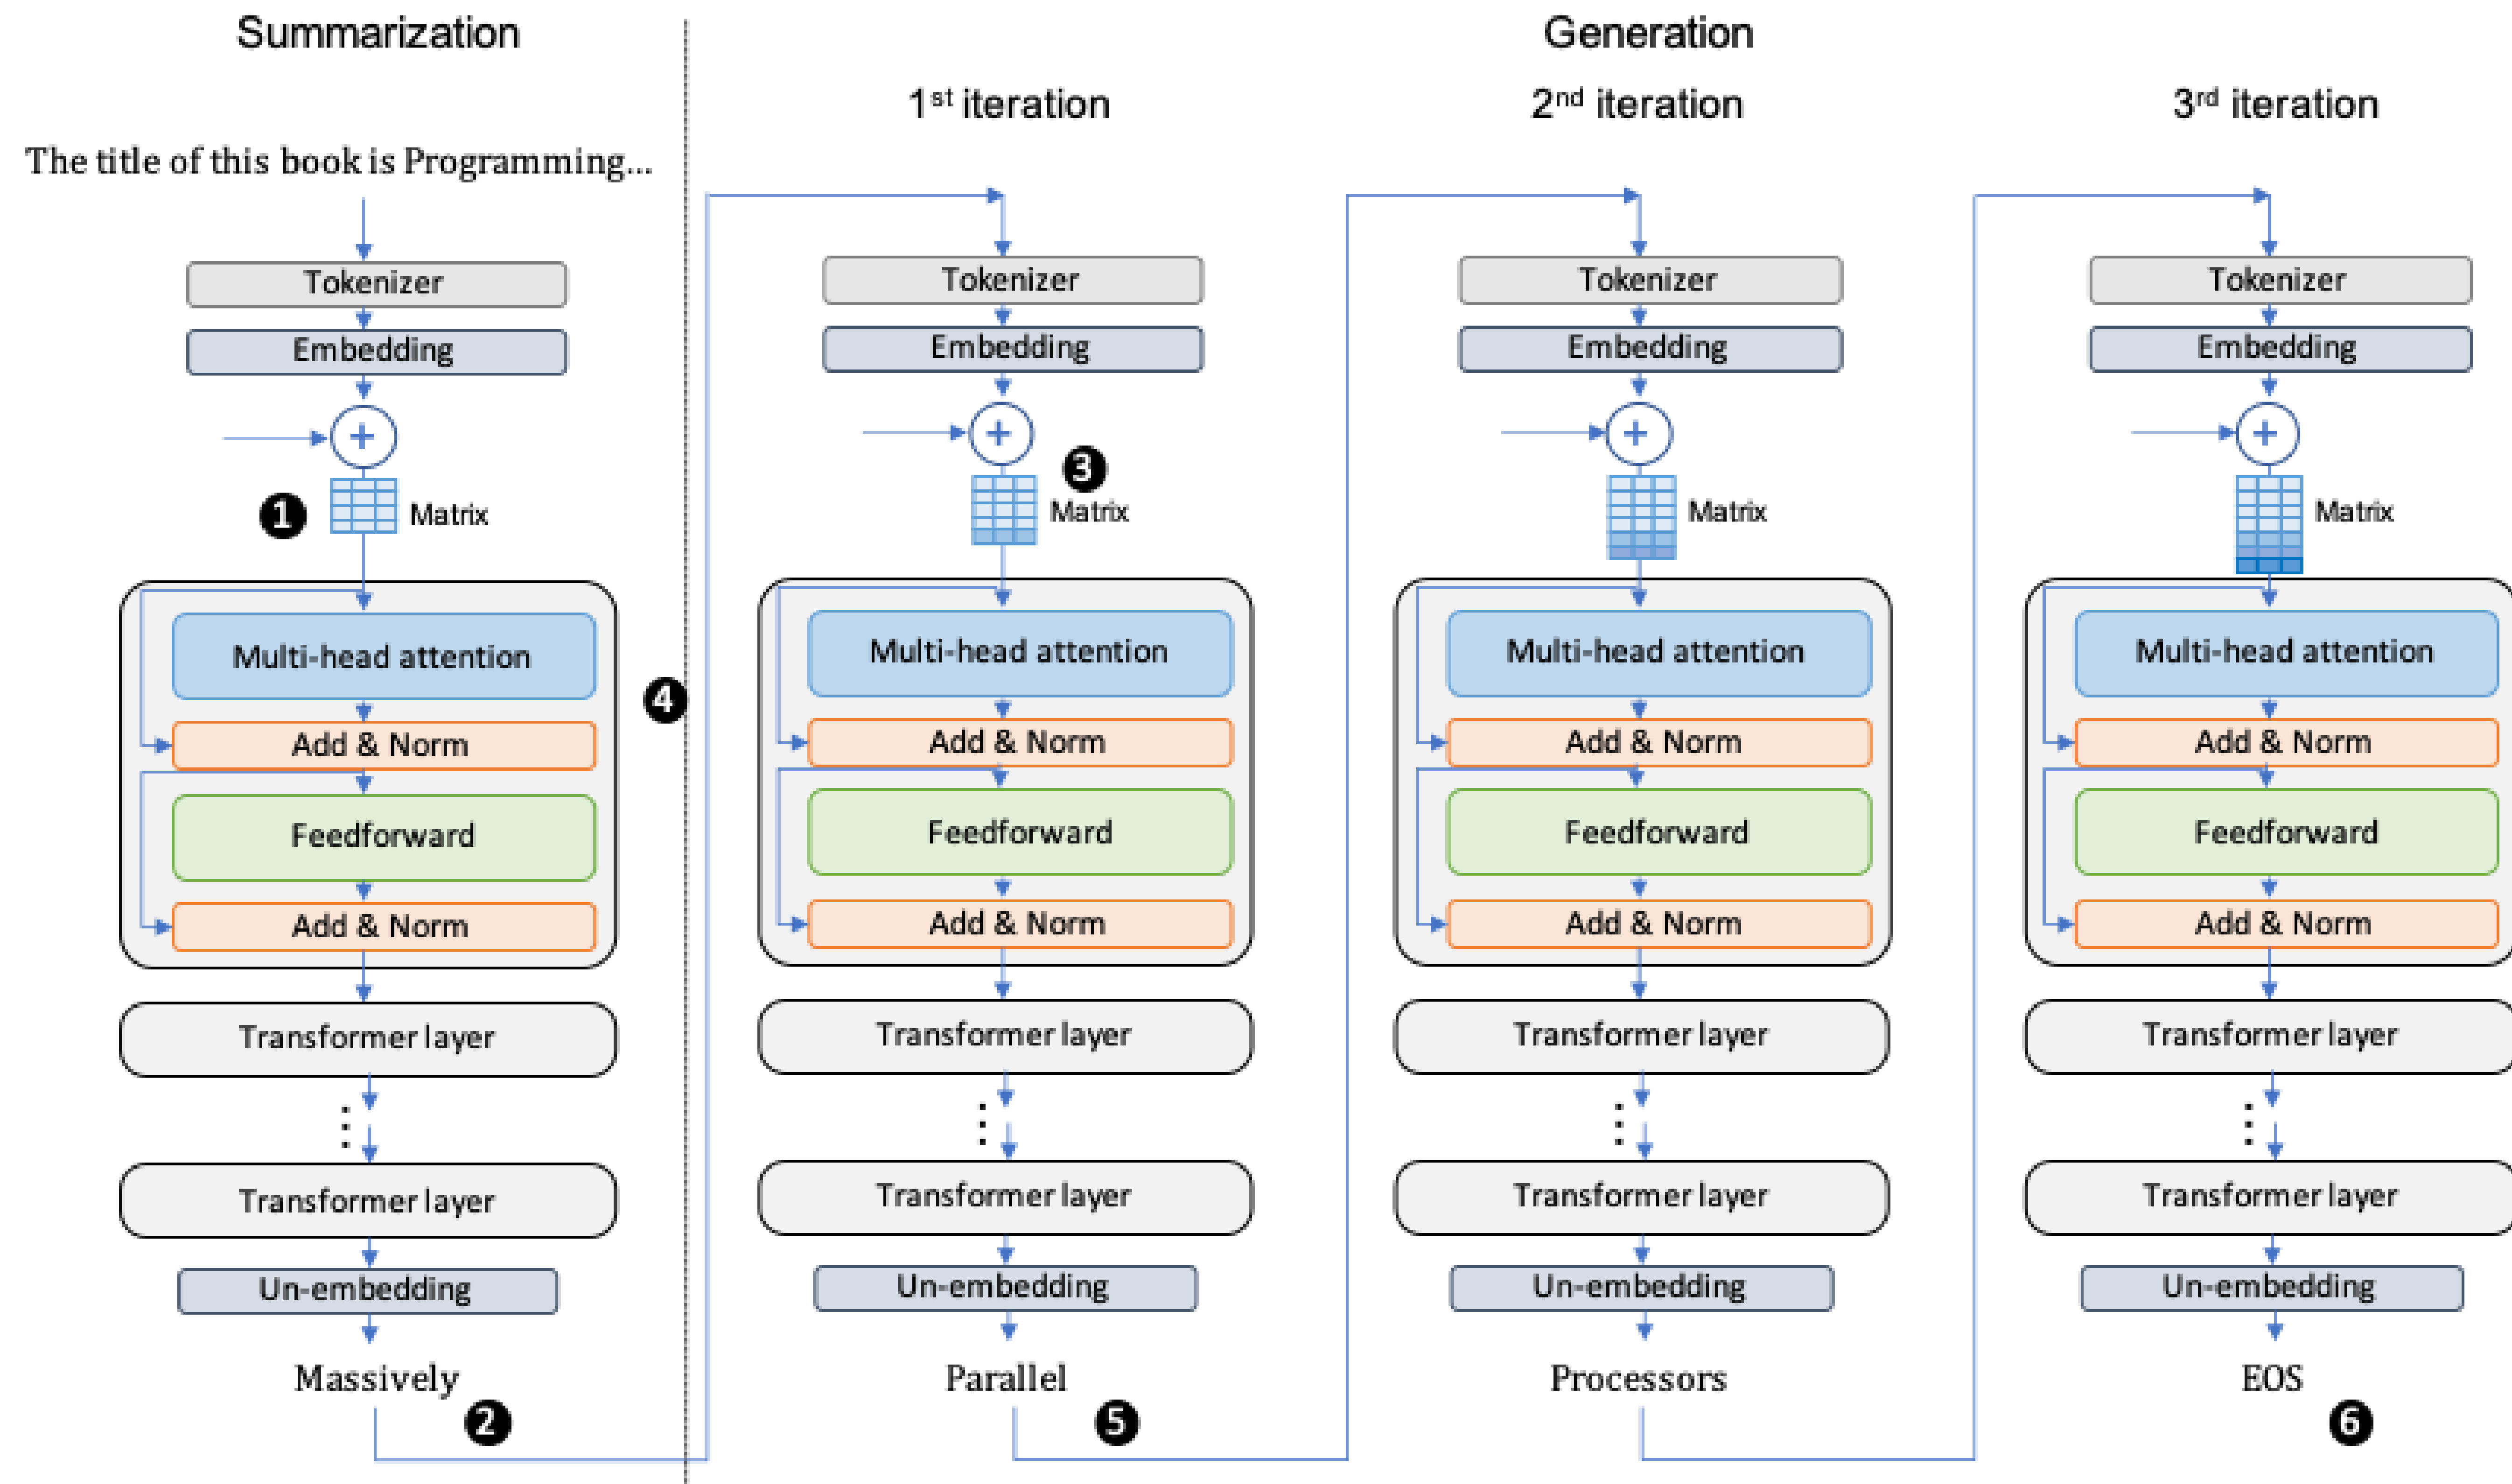 Summarization
Generation
1st iteration
2nd iteration
3rd iteration
The title of this book is Programming...
Tokenizer
Tokenizer
Tokenizer
Tokenizer
Embedding
Embedding
Embedding
Embedding
+
+
+
+
3
1
Matrix
Matrix
Matrix
Matrix
Multi-head attention
Multi-head attention
Multi-head attention
Multi-head attention
4
Add & Norm
Add & Norm
Add & Norm
Add & Norm
Feedforward
Feedforward
Feedforward
Feedforward
Add & Norm
Add & Norm
Add & Norm
Add & Norm
Transformer layer
Transformer layer
Transformer layer
Transformer layer
Transformer layer
Transformer layer
Transformer layer
Transformer layer
Un-embedding
Un-embedding
Un-embedding
Un-embedding
Massively
Parallel
Processors
EOS
2
5
6